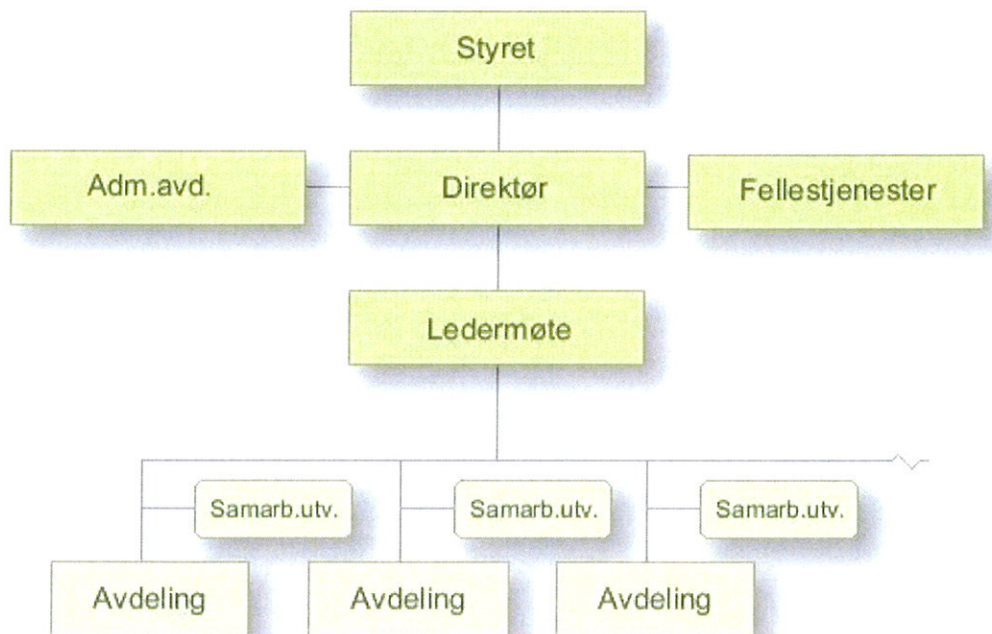 Styret
Adm.avd.
Direktør
Fellestjenester
Ledermøte
Samarb.utv.
Samarb.utv.
Samarb.utv.
Avdeling
Avdeling
Avdeling